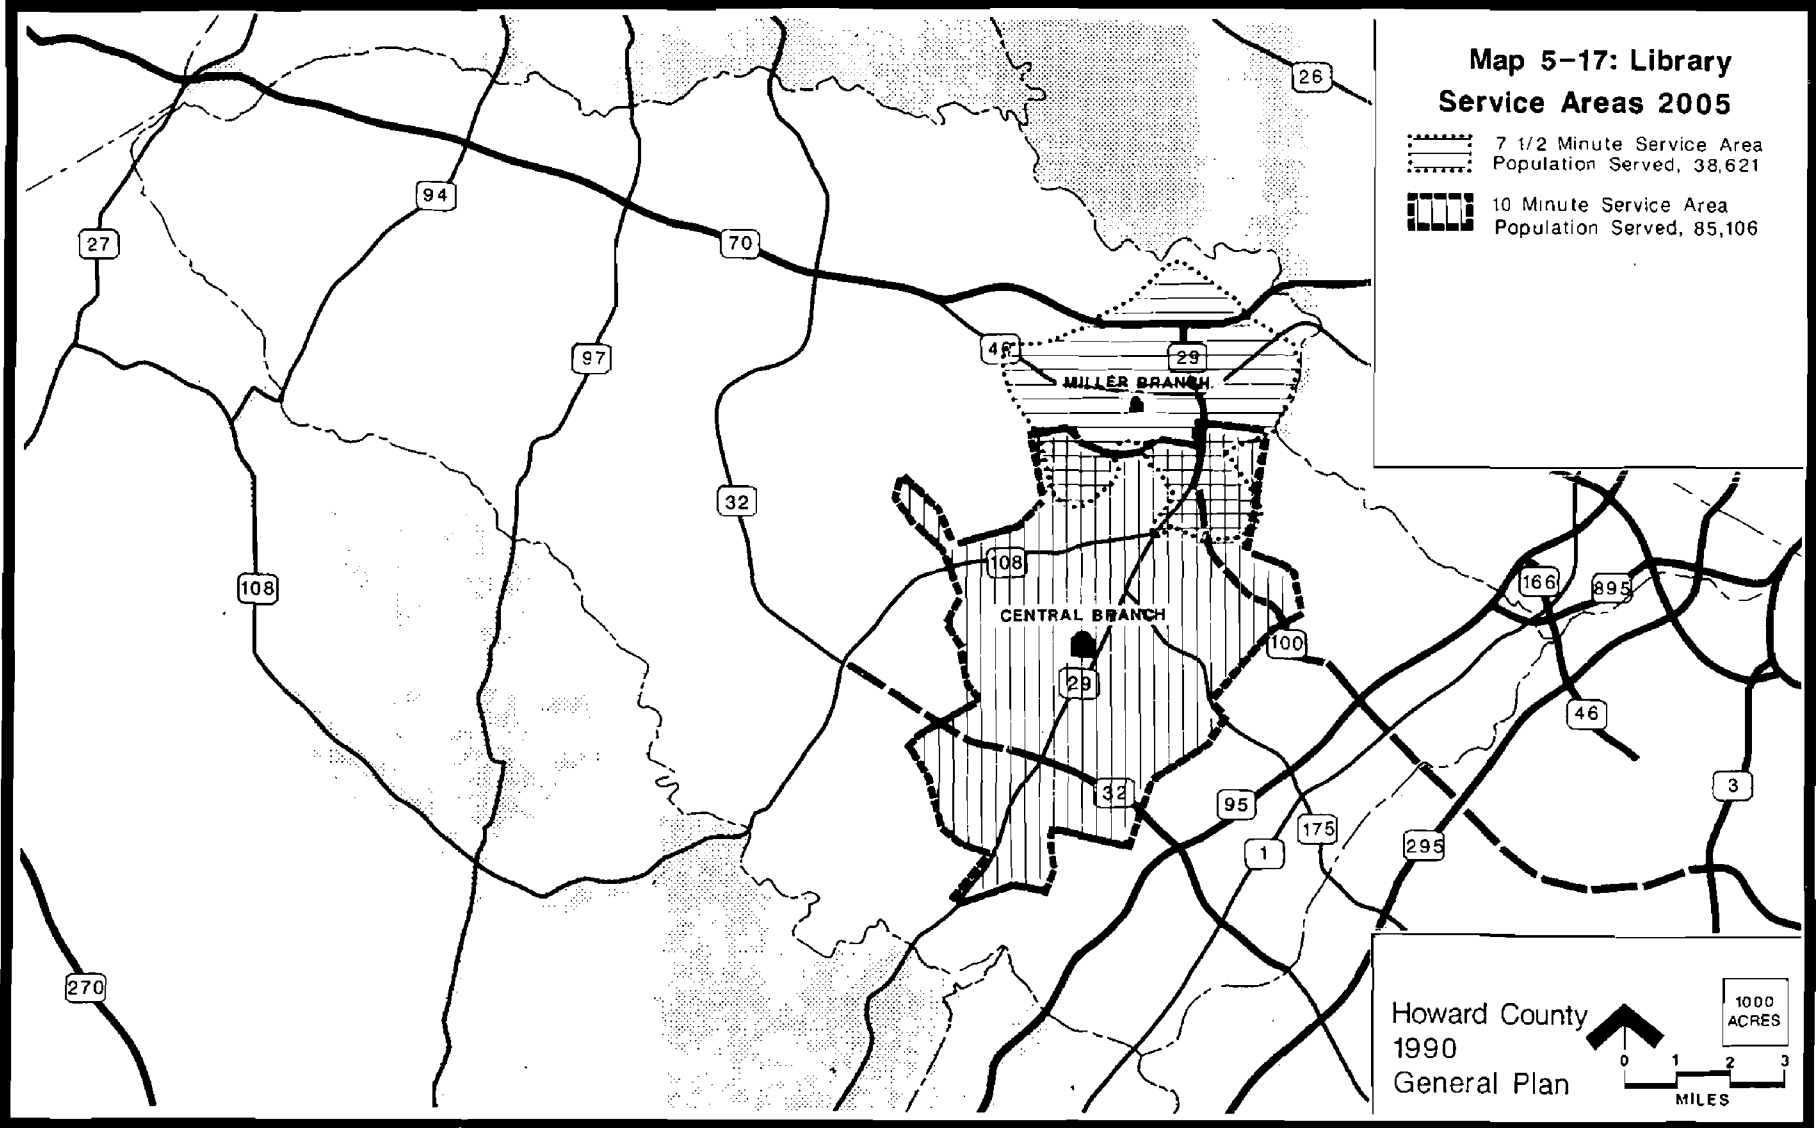 Map 5-17: Library
Service Areas 2005
7 1/2 Minute Service Area
Population Served, 38,621
10 Minute Service Area
Population Served, 85,106
26
94
27
70
97
29
MILLER BRANCH
32
108
108
166
895
CENTRAL BRANCH
100
29
46
32
95
3
175
1
295
270
Howard County
1990
General Plan
1000
ACRES
0 1 2 3
MILES